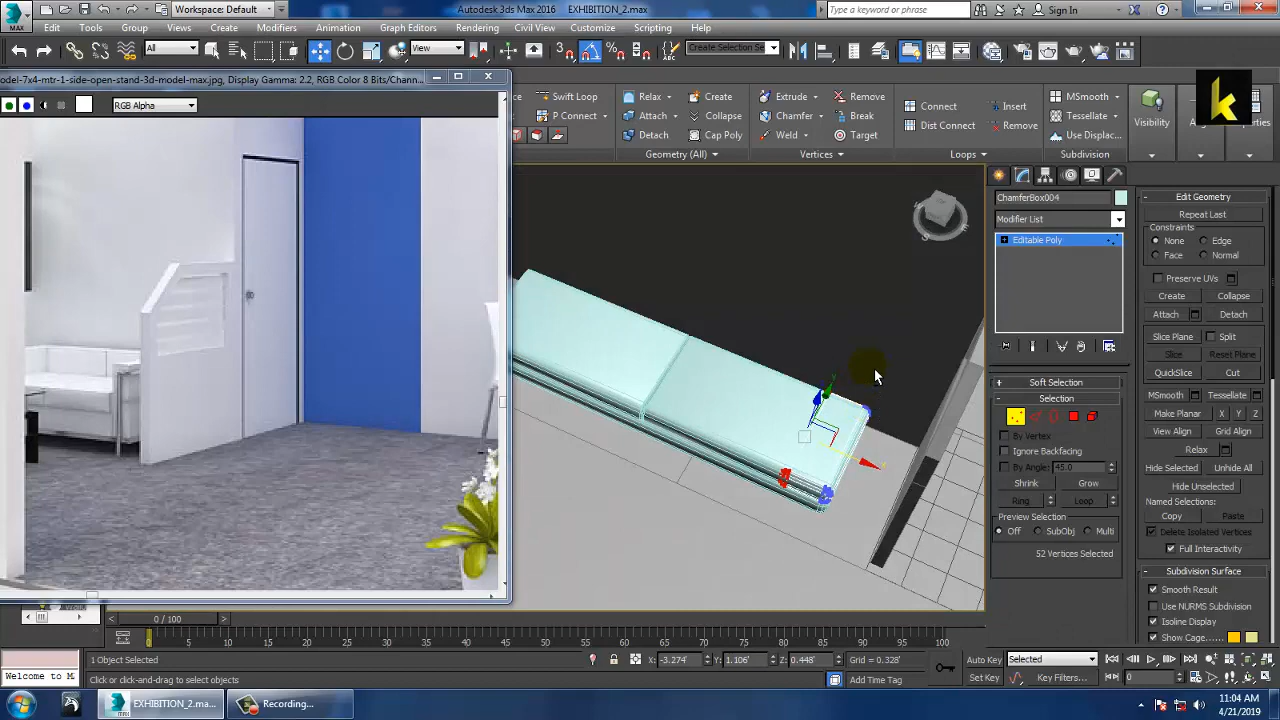 MAX
Workspace: Default
Autodesk 3ds Max 2016 EXHIBITION_2.max
Type a keyword or phrase
Sign In
Edit Tools Group Views Create Modifiers Animation Graph Editors Rendering Civil View Customize Scripting Help
All
View
Create Selection Se
odel-7x4-mtr-1-side-open-stand-3d-model-max.jpg, Display Gamma: 2.2, RGB Color 8 Bits/Chann...
RGB Alpha
Swift Loop
P Connect
Relax
Create
Attach
Collapse
Detach
Cap Poly
Geometry (All)
Extrude
Remove
Chamfer
Break
Weld
Target
Vertices
Connect
Insert
Dist Connect
Remove
Loops
MSmooth
Tessellate
Use Displac...
Subdivision
Visibility
ChamferBox004
Modifier List
Editable Poly
Soft Selection
Selection
By Vertex
Ignore Backfacing
By Angle: 45.0
Shrink Grow
Ring Loop
Preview Selection
Off SubObj Multi
52 Vertices Selected
Edit Geometry
Repeat Last
Constraints
None Edge
Face Normal
Preserve UVs
Create Collapse
Attach Detach
Slice Plane Split
Slice Reset Plane
QuickSlice Cut
MSmooth Tessellate
Make Planar X Y Z
View Align Grid Align
Relax
Hide Selected Unhide All
Hide Unselected
Named Selections:
Copy Paste
Delete Isolated Vertices
Full Interactivity
Subdivision Surface
Smooth Result
Use NURMS Subdivision
Isoline Display
Show Cage......
0 / 100
0 5 10 15 20 25 30 35 40 45 50 55 60 65 70 75 80 85 90 95 100
1 Object Selected
X: -3.274' Y: 1.106' Z: 0.448' Grid = 0.328'
Auto Key Selected
Welcome to M
Click or click-and-drag to select objects
Add Time Tag
Set Key Key Filters... 0
EXHIBITION_2.ma...
Recording...
11:04 AM
4/21/2019